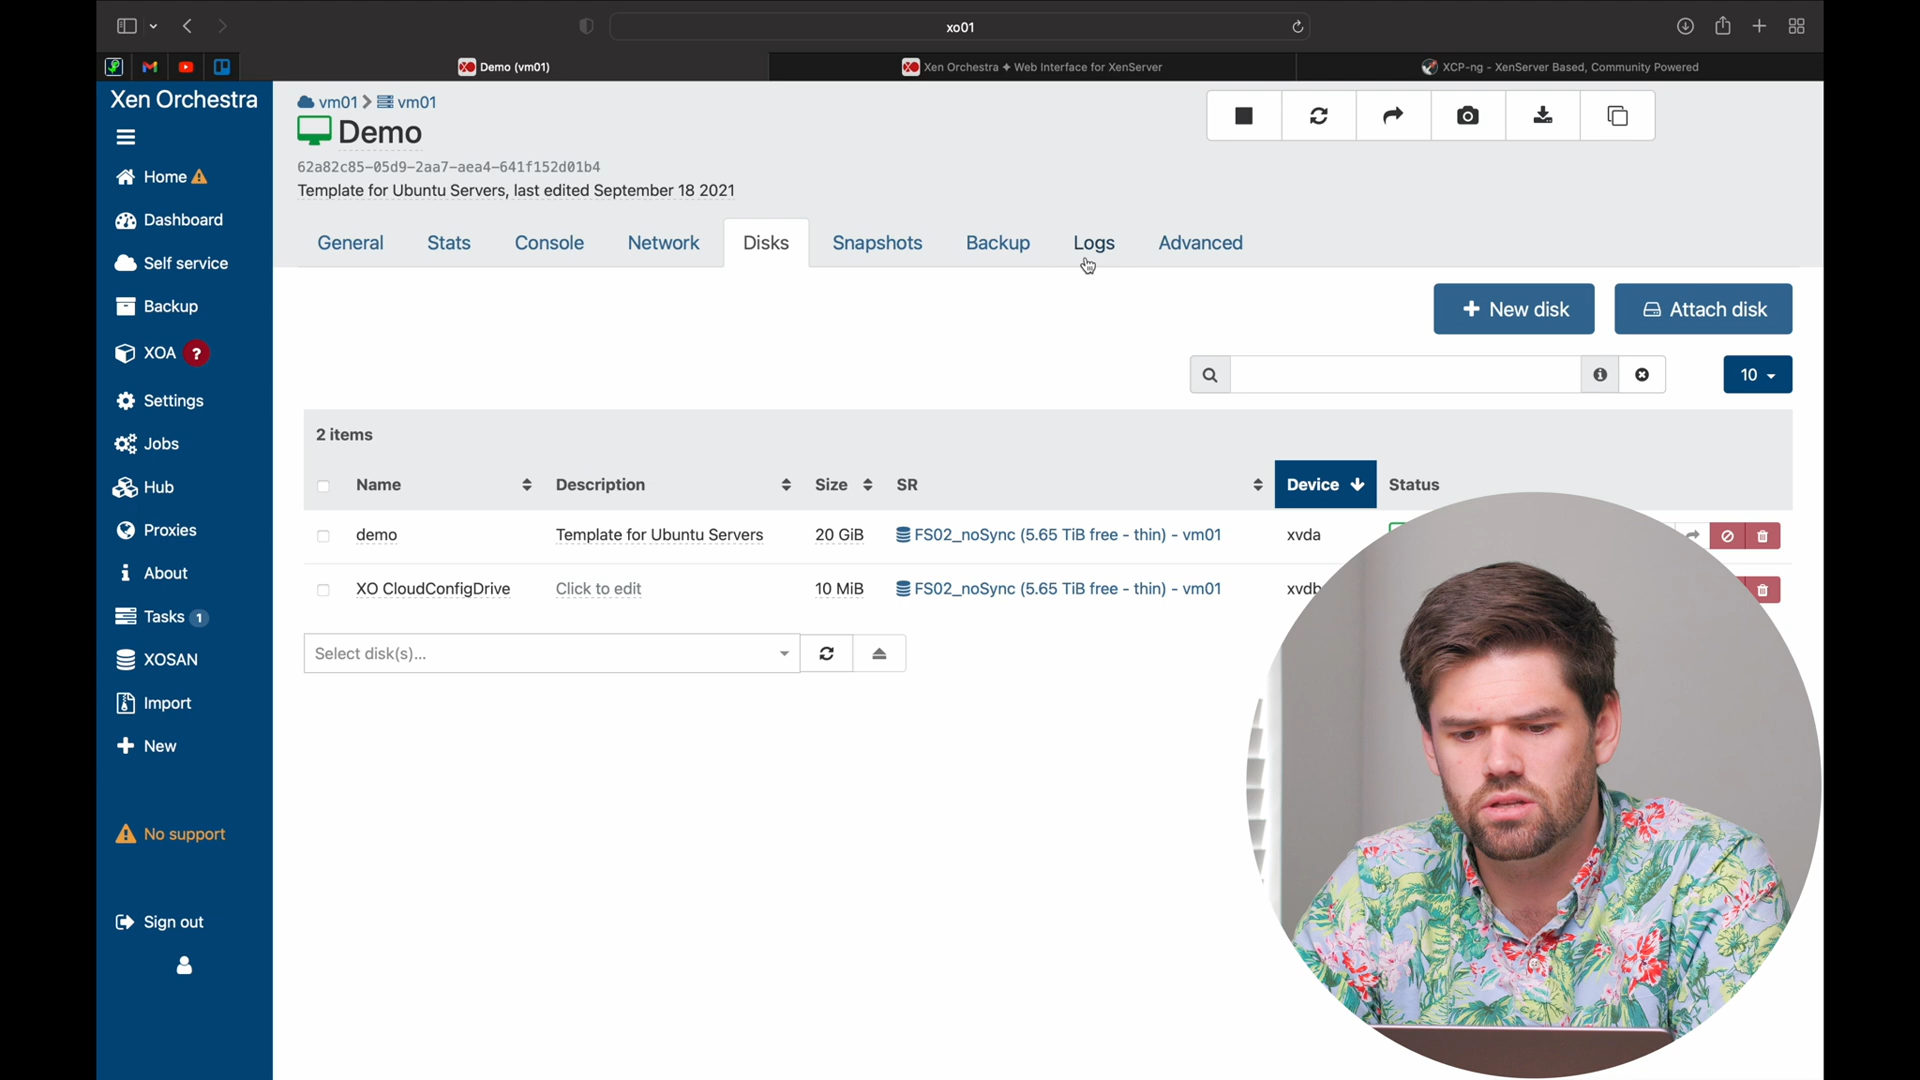 xo01
Demo (vm01)
Xen Orchestra ✦ Web Interface for XenServer
XCP-ng - XenServer Based, Community Powered
Xen Orchestra
vm01 vm01
Demo
62a82c85-05d9-2aa7-aea4-641f152d01b4
Template for Ubuntu Servers, last edited September 18 2021
Home
Dashboard
Self service
Backup
XOA ?
Settings
Jobs
Hub
Proxies
About
Tasks 1
XOSAN
Import
New
No support
Sign out
General Stats Console Network Disks Snapshots Backup Logs Advanced
New disk Attach disk
10
2 items
Name Description Size SR Device Status
demo Template for Ubuntu Servers 20 GiB FS02_noSync (5.65 TiB free - thin) - vm01 xvda
XO CloudConfigDrive Click to edit 10 MiB FS02_noSync (5.65 TiB free - thin) - vm01 xvdb
Select disk(s)...